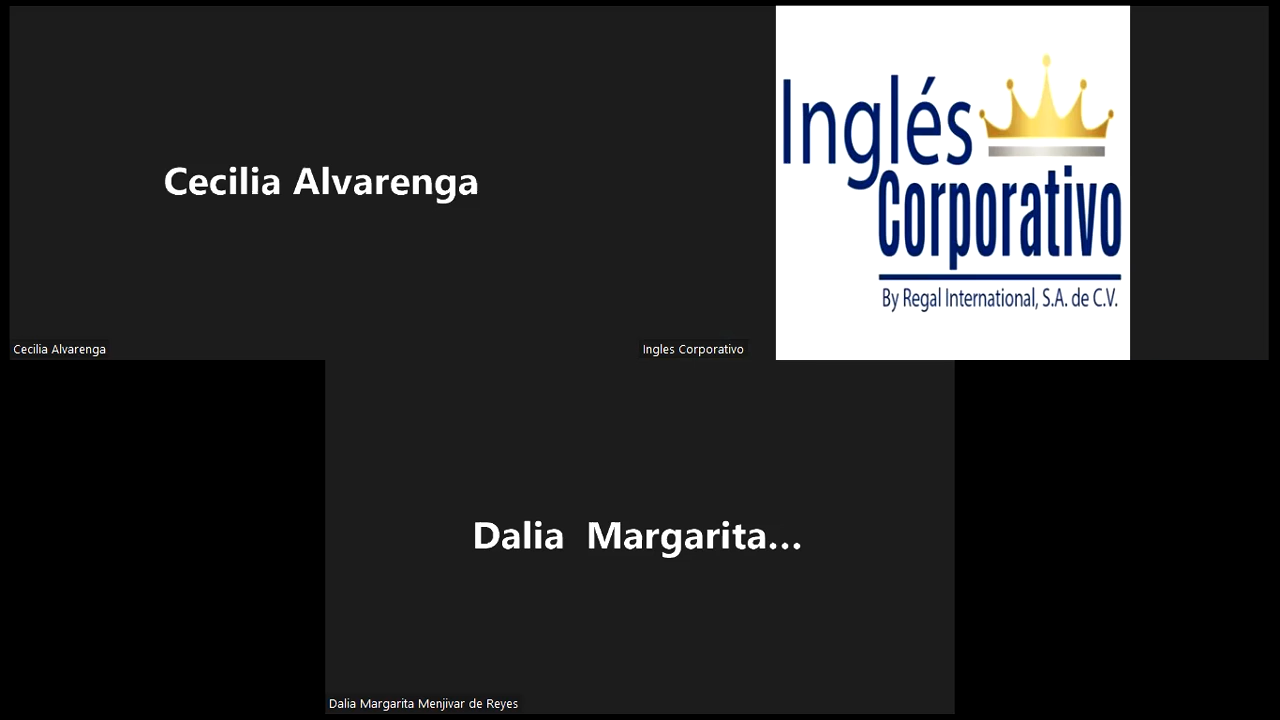 Cecilia Alvarenga
Cecilia Alvarenga
Inglés
Corporativo
By Regal International, S.A. de C.V.
Ingles Corporativo
Dalia Margarita...
Dalia Margarita Menjivar de Reyes